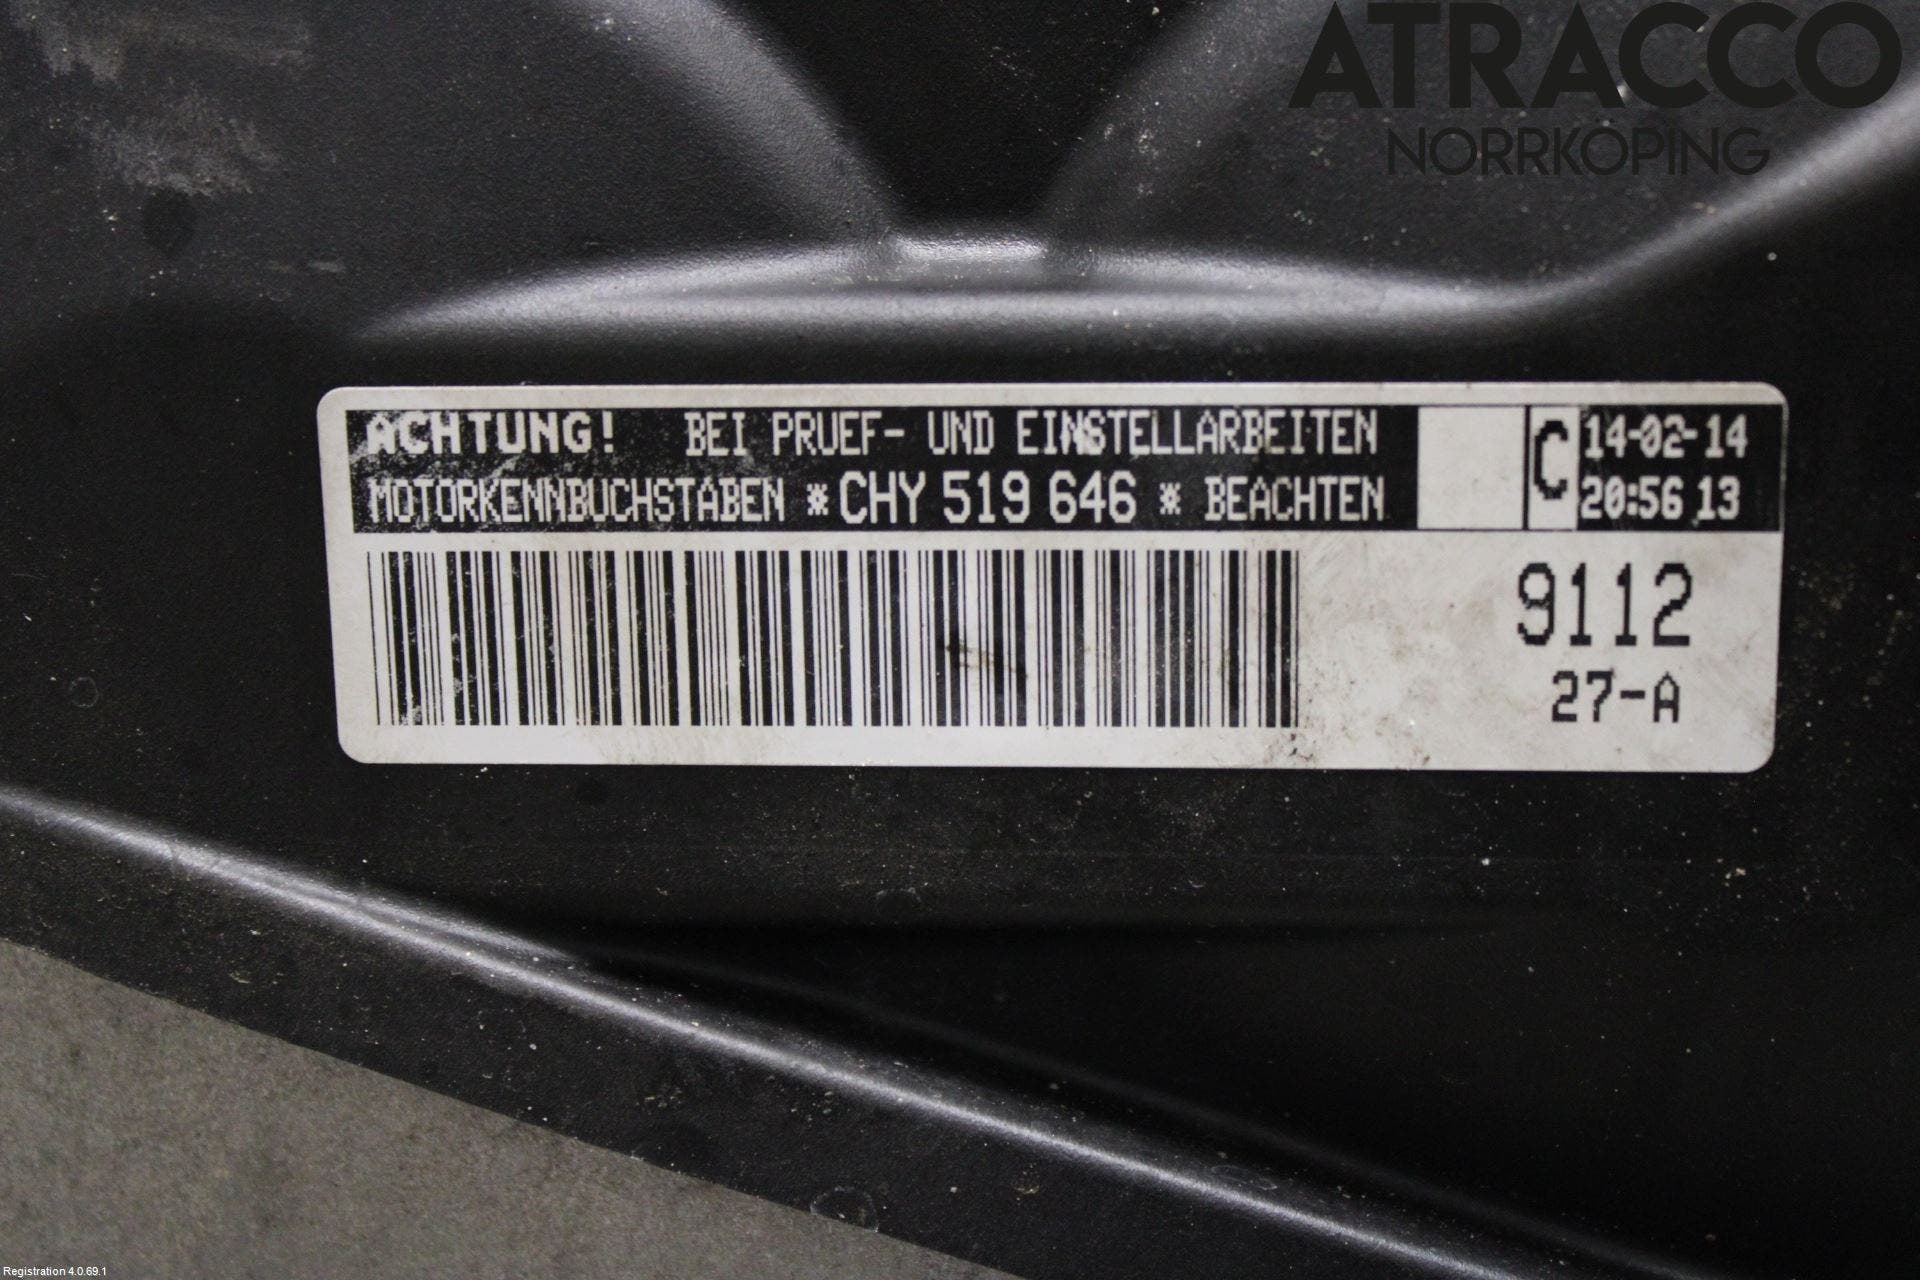 ATRACCO
NORRKÖPING
ACHTUNG! BEI PRUEF- UND EINSTELLARBEITEN
MOTORKENNBUCHSTABEN *CHY 519 646 * BEACHTEN
C
14-02-14
20:56 13
9112
27-A
Registration 4.0.69.1